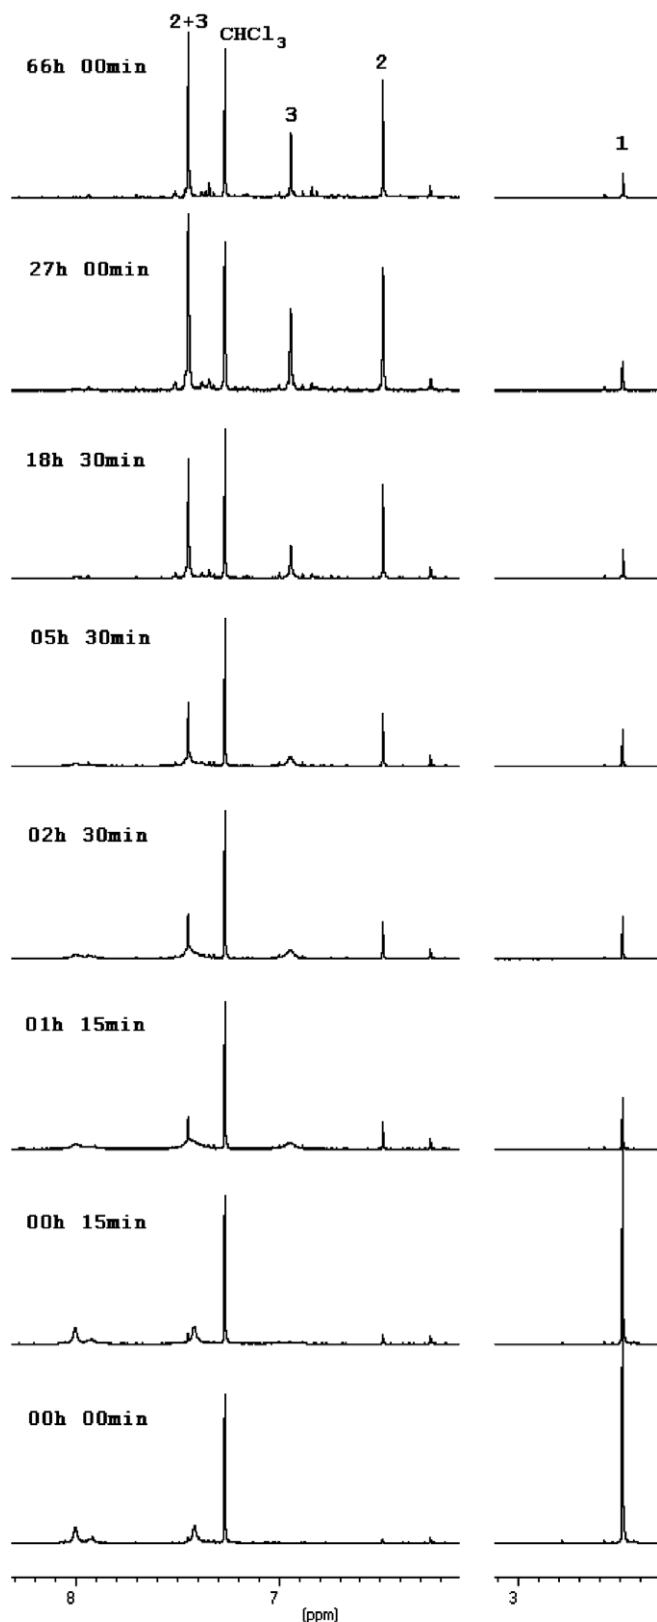 2+3
CHCl3
66h 00min
3
2
1
27h 00min
18h 30min
05h 30min
02h 30min
01h 15min
00h 15min
00h 00min
8
7
3
(ppm)